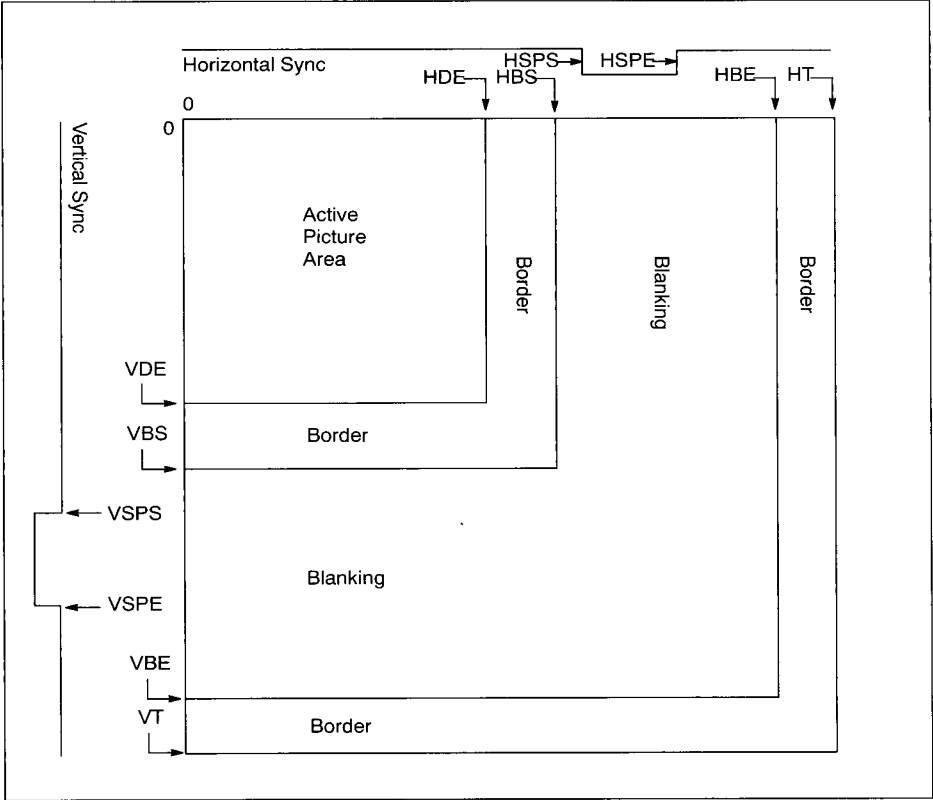 HSPS
HSPE
Horizontal Sync
HDE
HBS
HBE
HT
0
0
Vertical Sync
Active
Picture
Area
Border
Blanking
Border
VDE
Border
VBS
VSPS
Blanking
VSPE
VBE
VT
Border